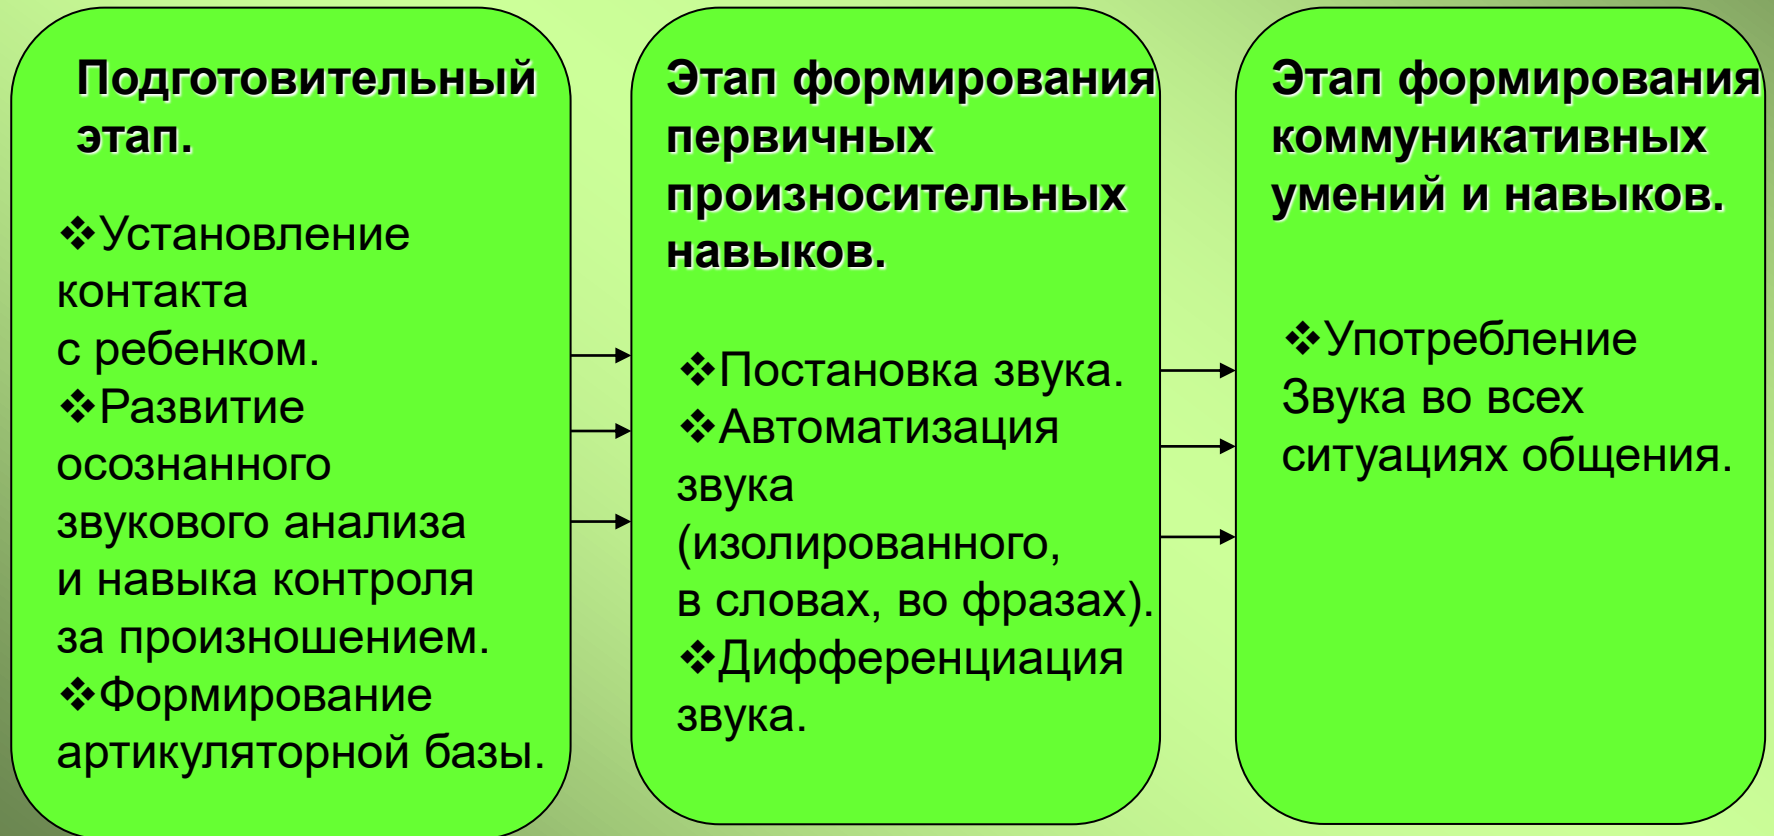 Подготовительный
этап.
❖Установление
контакта
с ребенком.
❖Развитие
осознанного
звукового анализа
и навыка контроля
за произношением.
❖Формирование
артикуляторной базы.
Этап формирования
первичных
произносительных
навыков.
❖Постановка звука.
❖Автоматизация
звука
(изолированного,
в словах, во фразах).
❖Дифференциация
звука.
Этап формирования
коммуникативных
умений и навыков.
❖Употребление
Звука во всех
ситуациях общения.